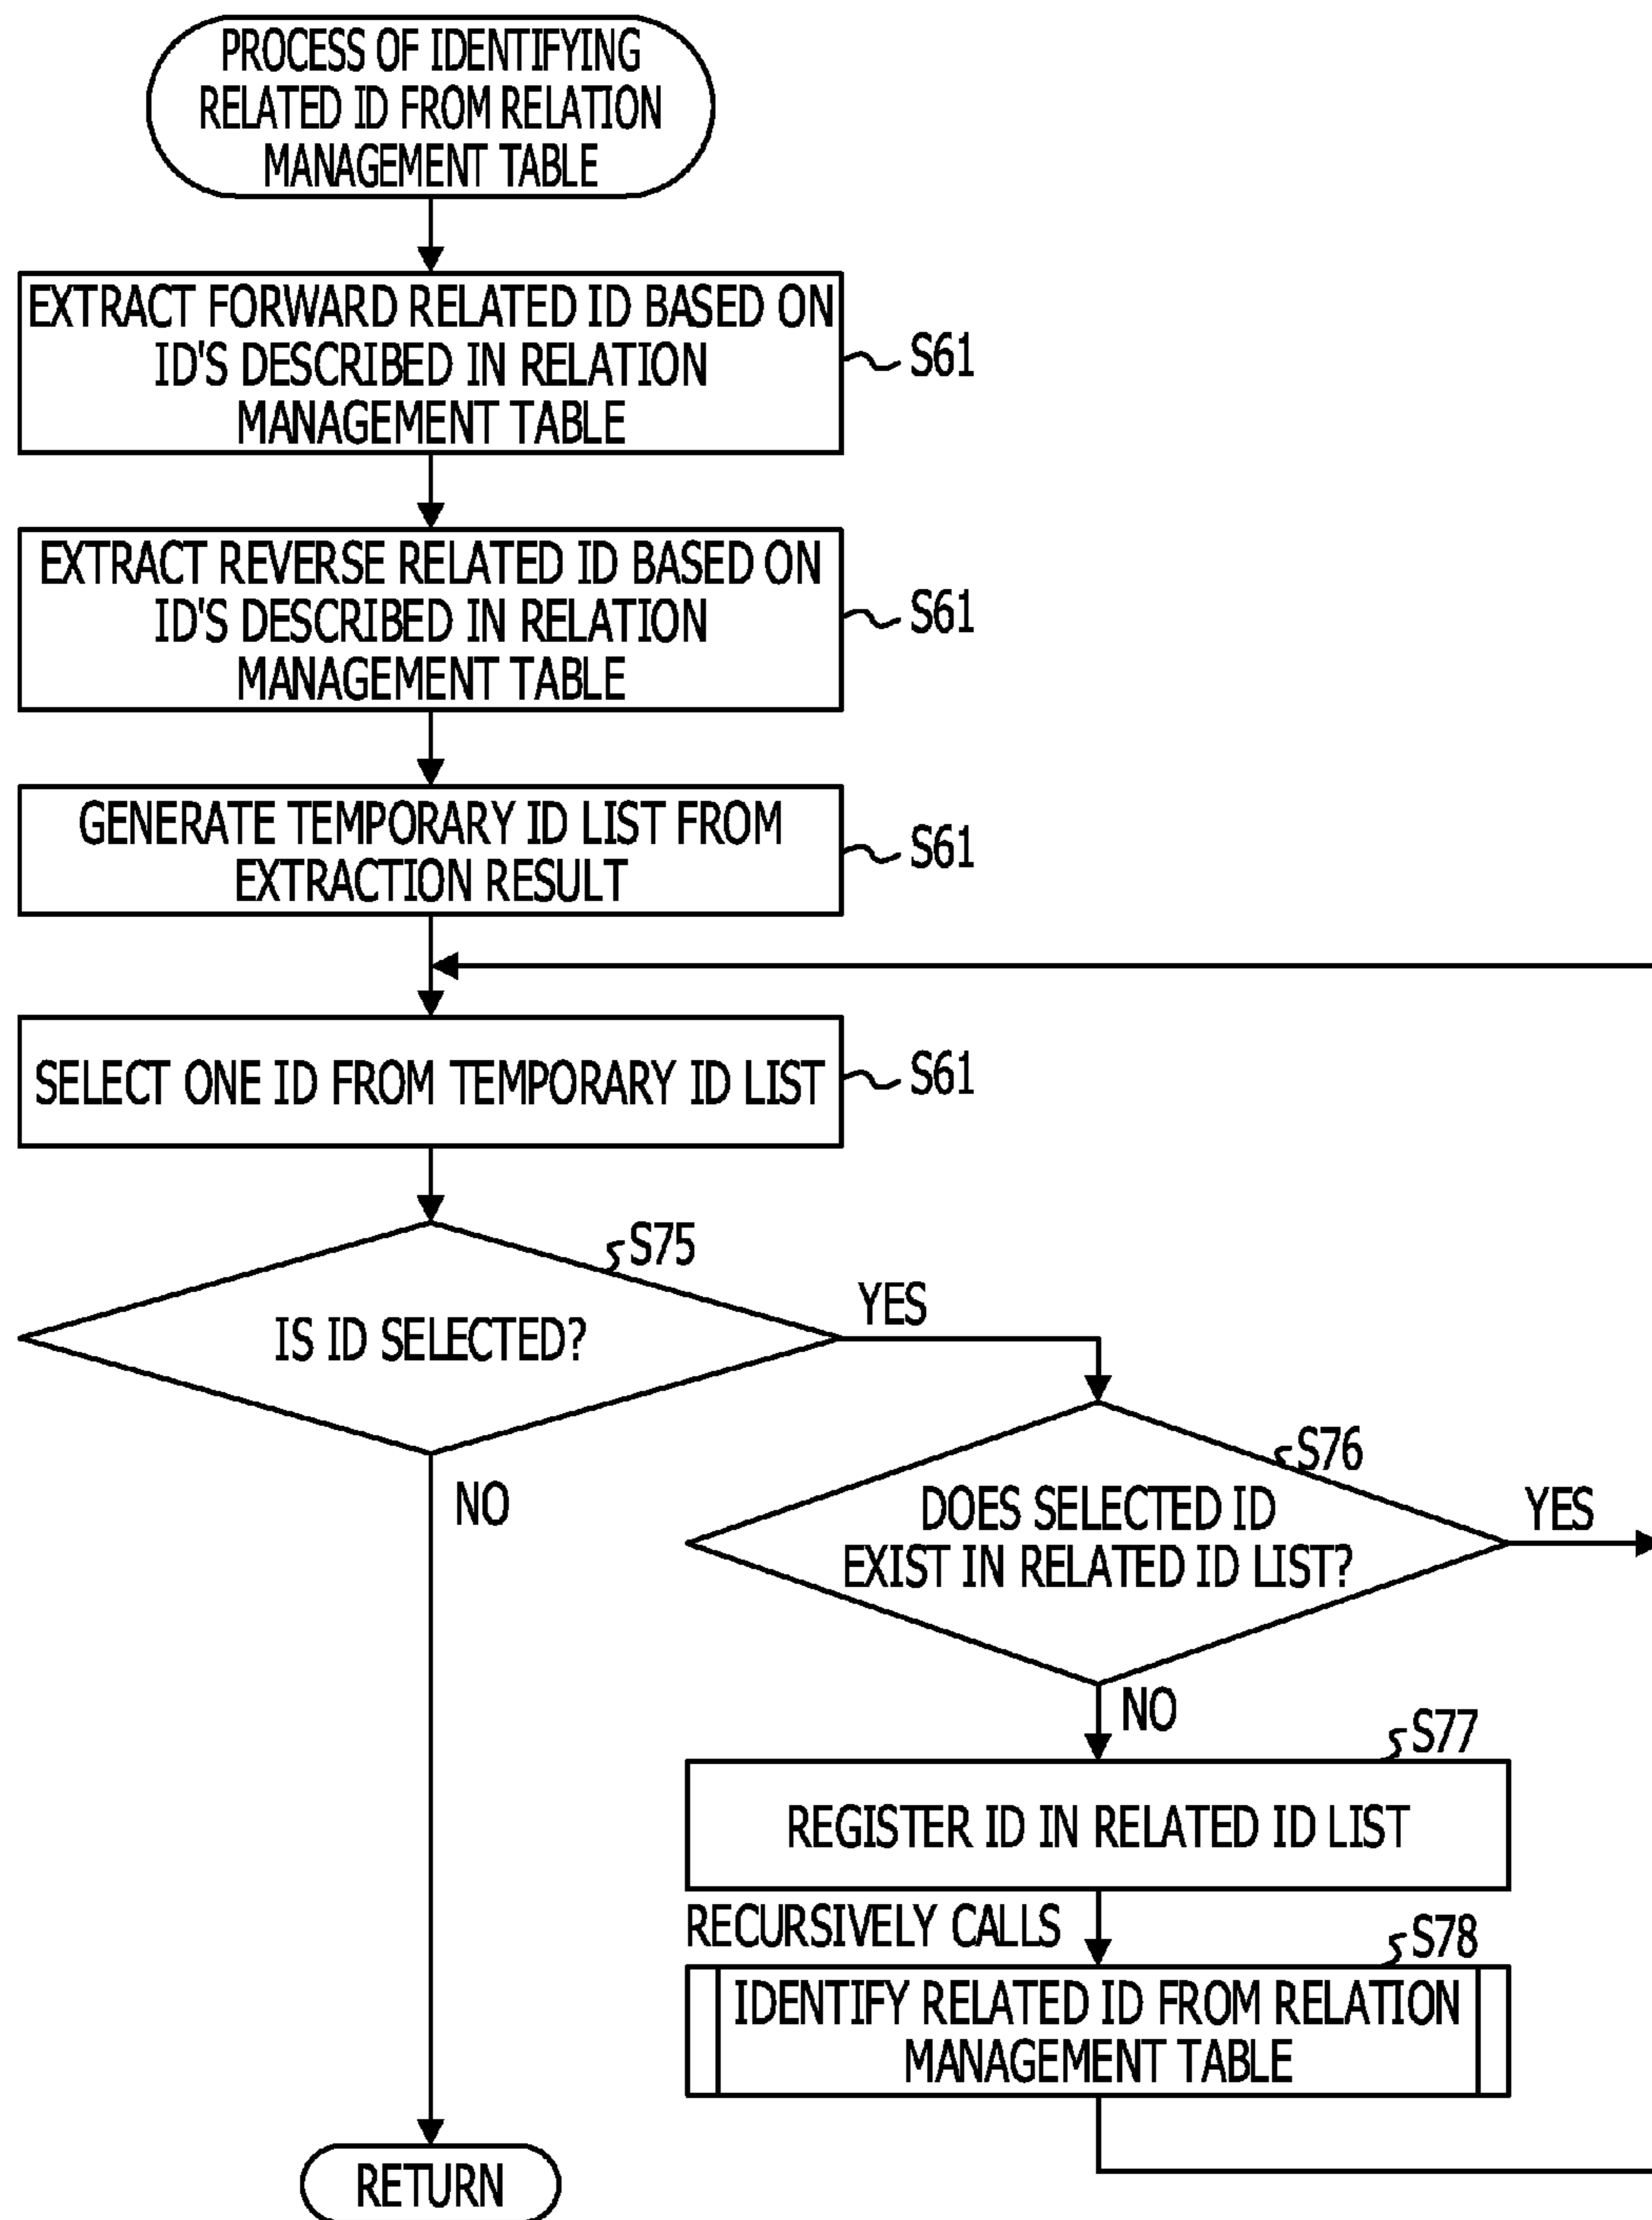 PROCESS OF IDENTIFYING
RELATED ID FROM RELATION
MANAGEMENT TABLE
EXTRACT FORWARD RELATED ID BASED ON
ID'S DESCRIBED IN RELATION
MANAGEMENT TABLE
S61
EXTRACT REVERSE RELATED ID BASED ON
ID'S DESCRIBED IN RELATION
MANAGEMENT TABLE
S61
GENERATE TEMPORARY ID LIST FROM
EXTRACTION RESULT
S61
SELECT ONE ID FROM TEMPORARY ID LIST
S61
S75
IS ID SELECTED?
YES
NO
S76
DOES SELECTED ID
EXIST IN RELATED ID LIST?
YES
NO
S77
REGISTER ID IN RELATED ID LIST
RECURSIVELY CALLS
S78
IDENTIFY RELATED ID FROM RELATION
MANAGEMENT TABLE
RETURN